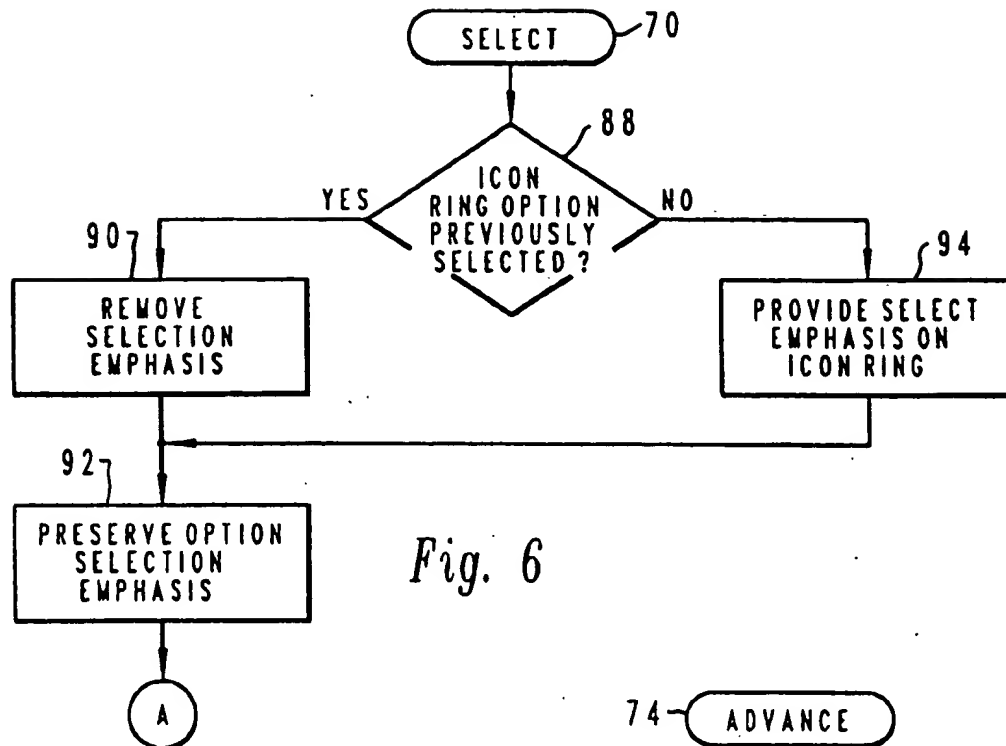 SELECT
70
88
ICON
RING OPTION
PREVIOUSLY
SELECTED ?
YES
NO
90
REMOVE
SELECTION
EMPHASIS
94
PROVIDE SELECT
EMPHASIS ON
ICON RING
92
PRESERVE OPTION
SELECTION
EMPHASIS
Fig. 6
A
74
ADVANCE